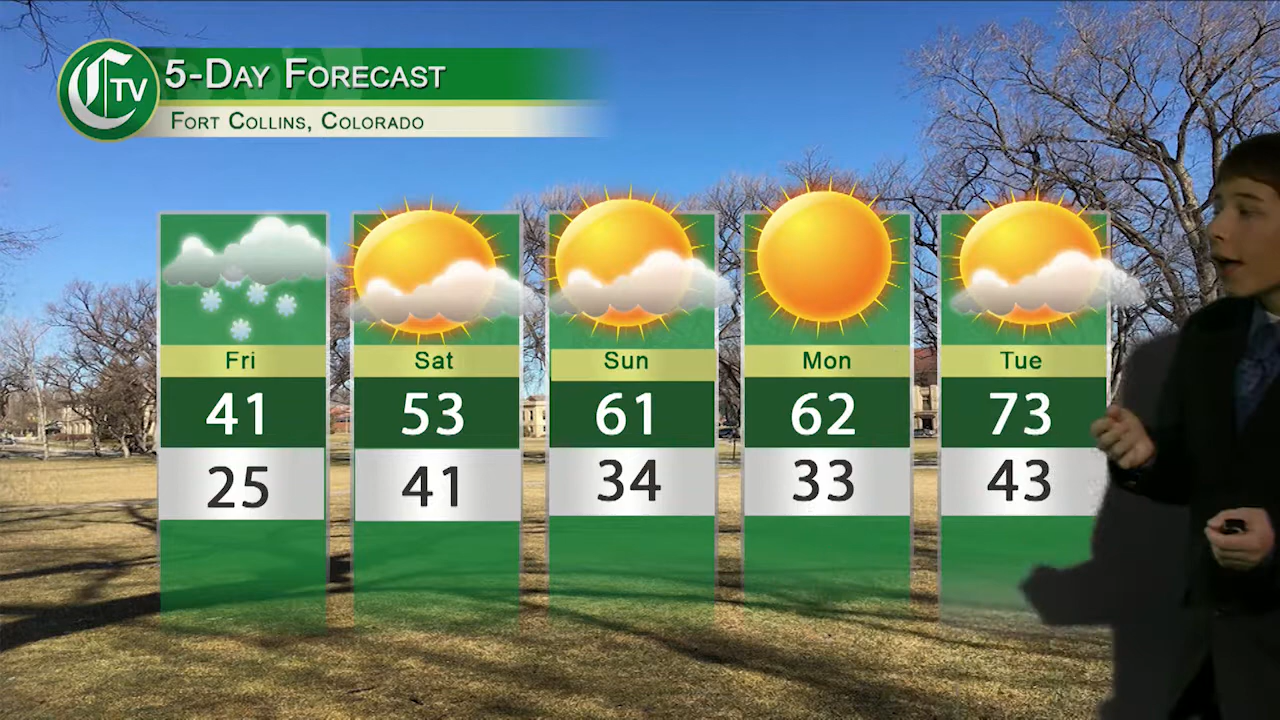 CTV
5-Day Forecast
Fort Collins, Colorado
Fri
Sat
Sun
Mon
Tue
41
53
61
62
73
25
41
34
33
43